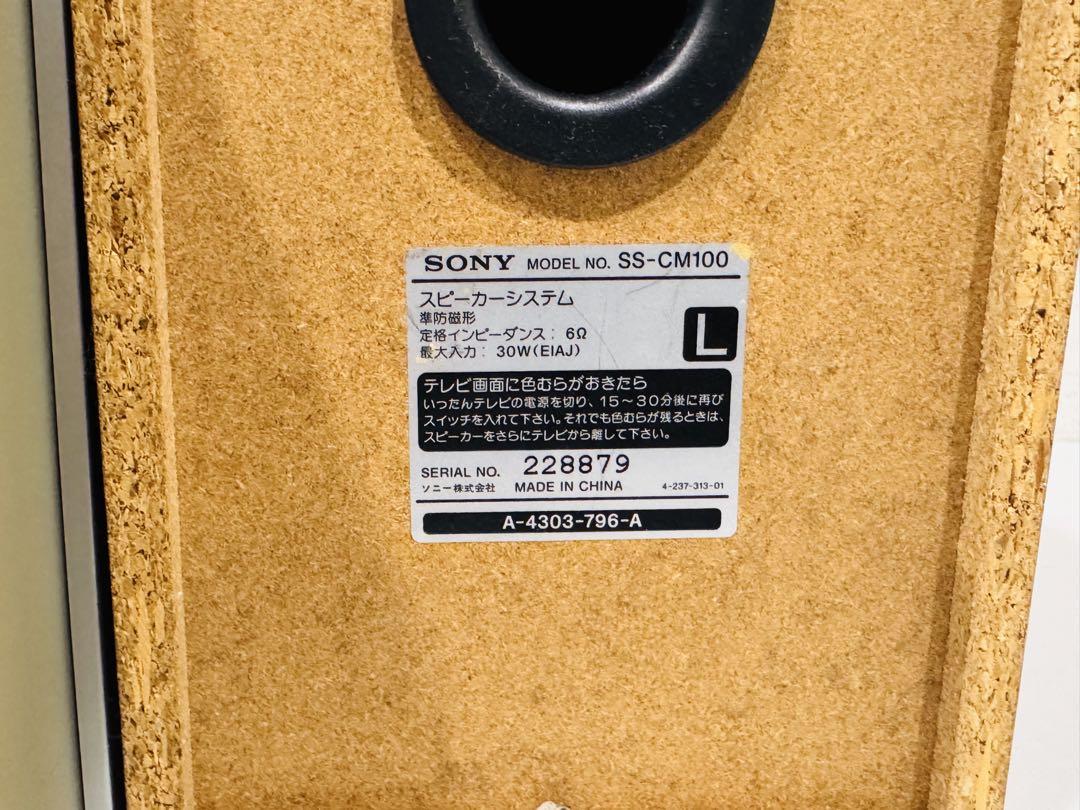 SONY MODEL NO. SS-CM100
スピーカーシステム
準防磁形
定格インピーダンス: 6Ω
最大入力: 30W(EIAJ)
L
テレビ画面に色むらがおきたら
いったんテレビの電源を切り、15～30分後に再び
スイッチを入れて下さい。それでも色むらが残るときは、
スピーカーをさらにテレビから離して下さい。
SERIAL NO. 228879
ソニー株式会社 MADE IN CHINA 4-237-313-01
A-4303-796-A